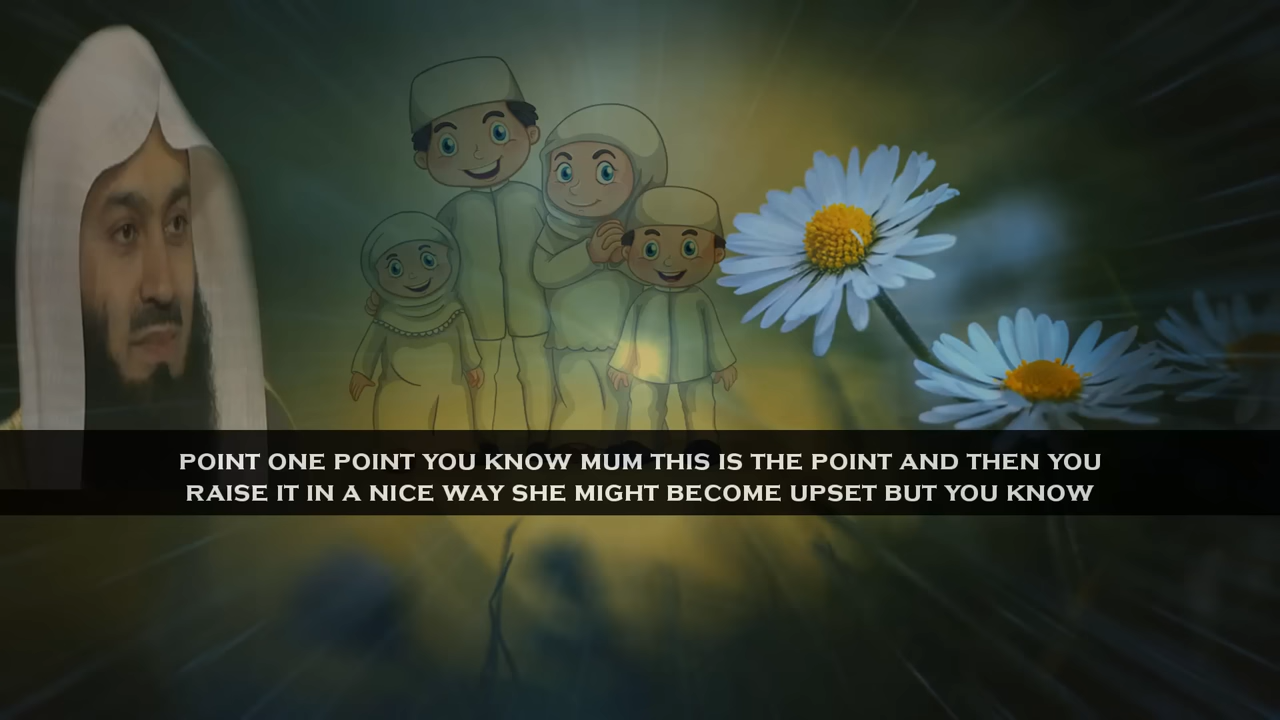 POINT ONE POINT YOU KNOW MUM THIS IS THE POINT AND THEN YOU
RAISE IT IN A NICE WAY SHE MIGHT BECOME UPSET BUT YOU KNOW